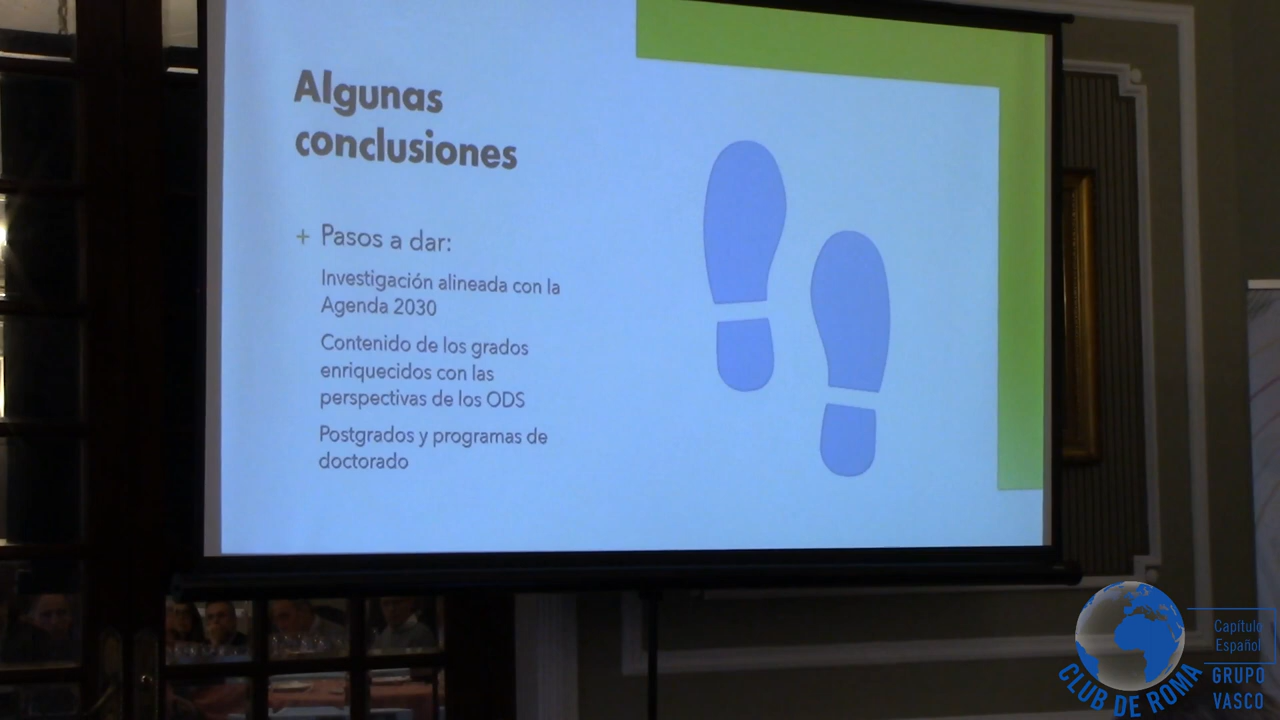 Algunas
conclusiones
+ Pasos a dar:
Investigación alineada con la
Agenda 2030
Contenido de los grados
enriquecidos con las
perspectivas de los ODS
Postgrados y programas de
doctorado
CLUB DE ROMA
Capítulo
Español
GRUPO
VASCO